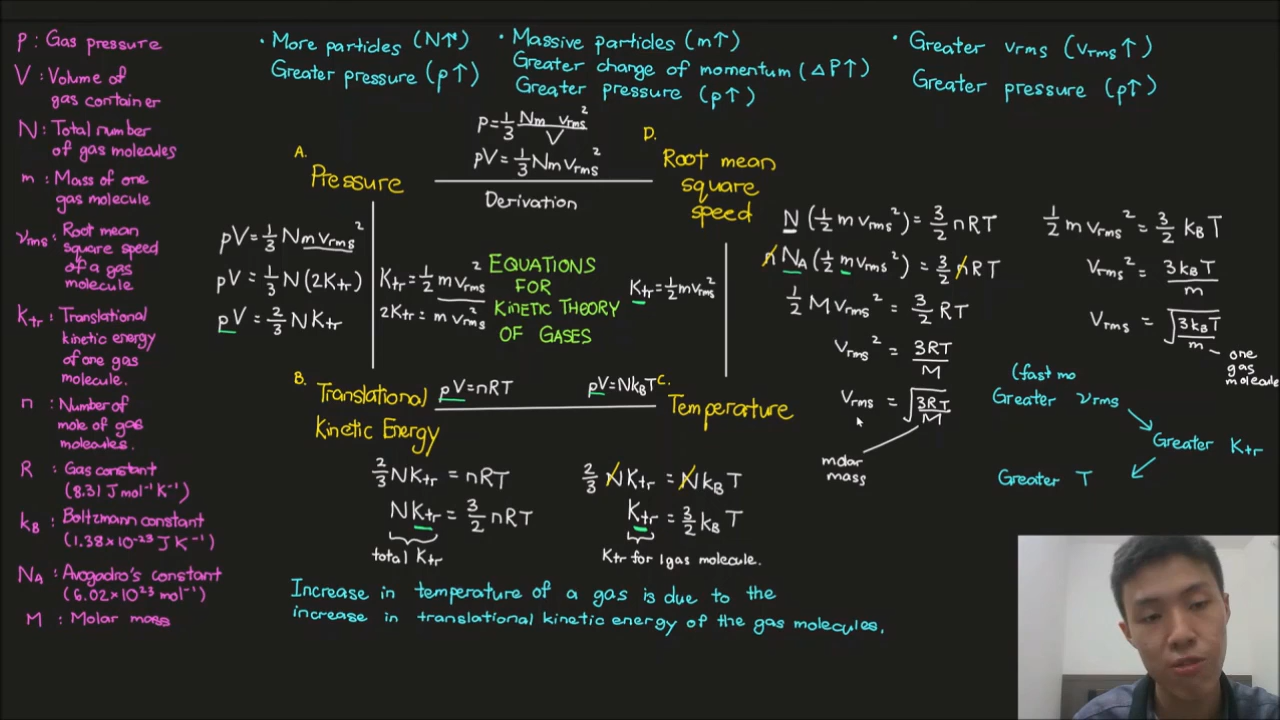 p : Gas pressure
V : Volume of
gas container
N : Total number
of gas molecules
m : Mass of one
gas molecule
vrms : Root mean
square speed
of a gas
molecule
Ktr : Translational
kinetic energy
of one gas
molecule.
n : Number of
mole of gas
molecules.
R : Gas constant
(8.31 J mol⁻¹ K⁻¹)
kB : Boltzmann constant
(1.38×10⁻²³ J K⁻¹)
NA : Avogadro's constant
(6.02×10²³ mol⁻¹)
M : Molar mass
• More particles (N↑)
Greater pressure (p↑)
• Massive particles (m↑)
Greater change of momentum (△P↑)
Greater pressure (p↑)
• Greater vrms (vrms↑)
Greater pressure (p↑)
p = 1/3 Nm vrms²/V
pV = 1/3 Nm vrms²
Derivation
A.
Pressure
D.
Root mean
square
speed
pV = 1/3 N m vrms²
pV = 1/3 N (2Ktr)
pV = 2/3 N Ktr
Ktr = 1/2 m vrms²
2Ktr = m vrms²
EQUATIONS
FOR
KINETIC THEORY
OF GASES
Ktr = 1/2 m vrms²
B.
Translational
Kinetic Energy
pV = nRT
pV = NkBT
C.
Temperature
2/3 N Ktr = nRT
N Ktr = 3/2 nRT
total Ktr
2/3 N Ktr = N kB T
Ktr = 3/2 kB T
Ktr for 1 gas molecule.
N (1/2 m vrms²) = 3/2 nRT
n NA (1/2 m vrms²) = 3/2 nRT
1/2 M vrms² = 3/2 RT
vrms² = 3RT/M
vrms = √(3RT/M)
molar
mass
1/2 m vrms² = 3/2 kB T
vrms² = 3kBT/m
vrms = √(3kBT/m)
one
gas
molecule
(fast mo
Greater vrms
Greater Ktr
Greater T
Increase in temperature of a gas is due to the
increase in translational kinetic energy of the gas molecules.